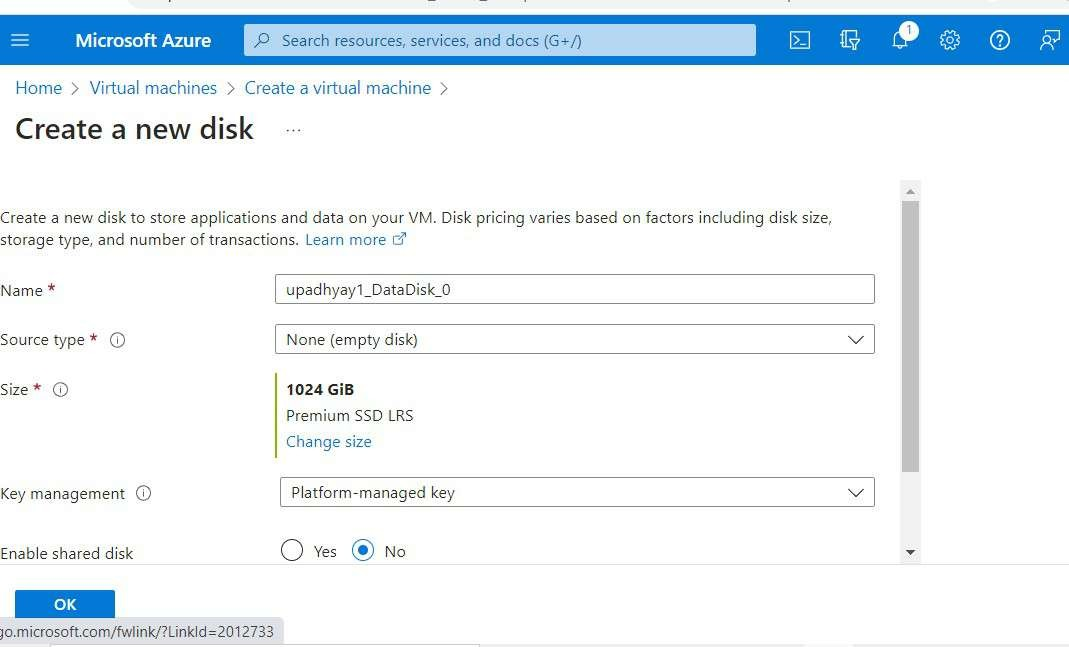 Microsoft Azure
Search resources, services, and docs (G+/)
1
Home > Virtual machines > Create a virtual machine >
Create a new disk ...
Create a new disk to store applications and data on your VM. Disk pricing varies based on factors including disk size,
storage type, and number of transactions. Learn more
Name *
upadhyay1_DataDisk_0
Source type *
None (empty disk)
Size *
1024 GiB
Premium SSD LRS
Change size
Key management
Platform-managed key
Enable shared disk
Yes No
OK
go.microsoft.com/fwlink/?LinkId=2012733